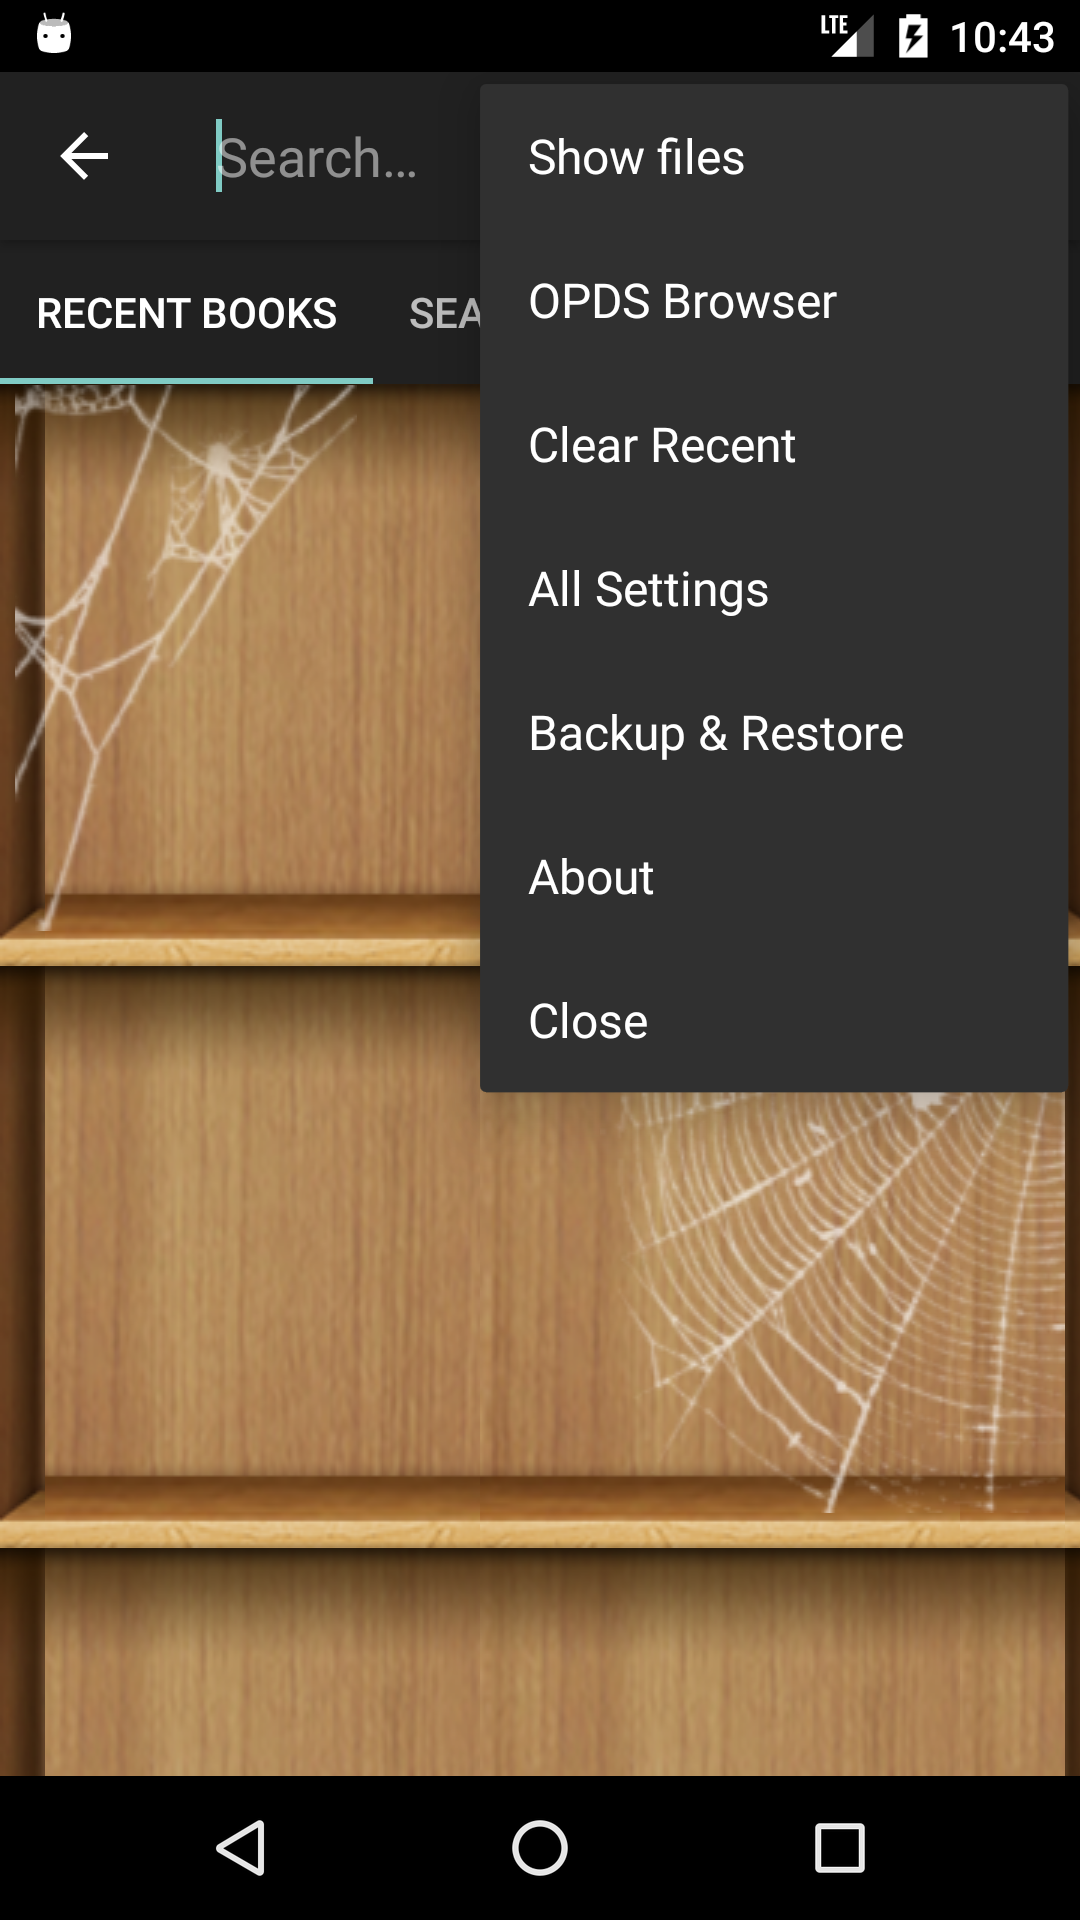 LTE 10:43
Search...
Show files
OPDS Browser
RECENT BOOKS SEA
Clear Recent
All Settings
Backup & Restore
About
Close